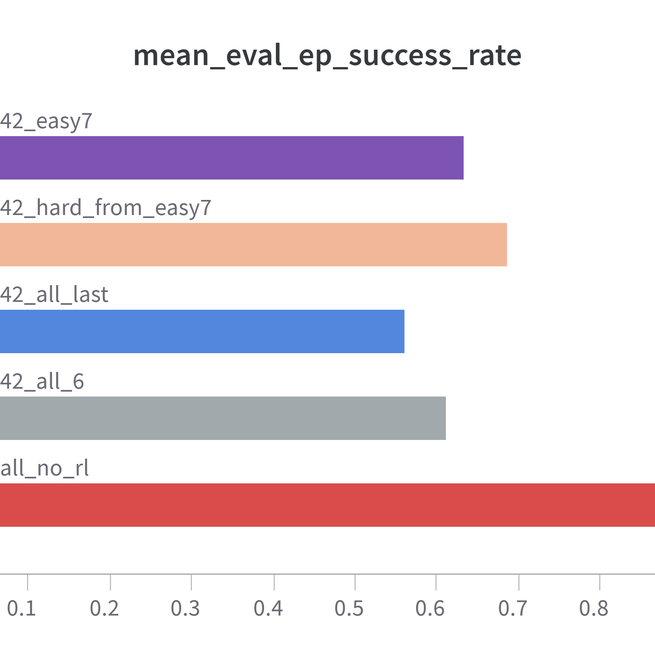 mean_eval_ep_success_rate
42_easy7
42_hard_from_easy7
42_all_last
42_all_6
all_no_rl
0.1 0.2 0.3 0.4 0.5 0.6 0.7 0.8